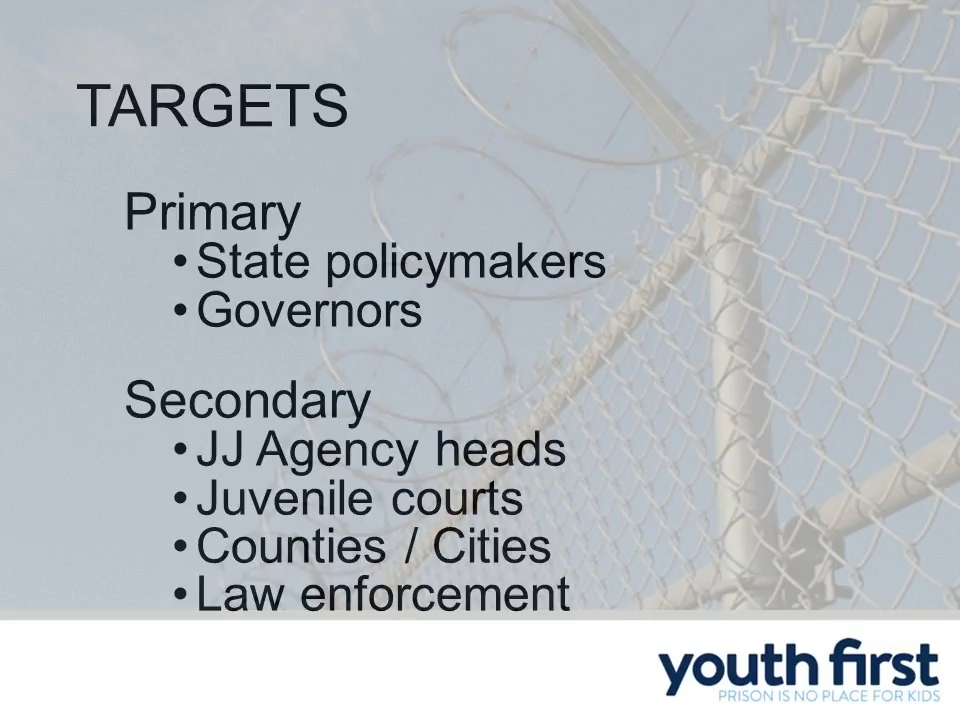 TARGETS
Primary
• State policymakers
• Governors
Secondary
• JJ Agency heads
• Juvenile courts
• Counties / Cities
• Law enforcement
youth first
PRISON IS NO PLACE FOR KIDS